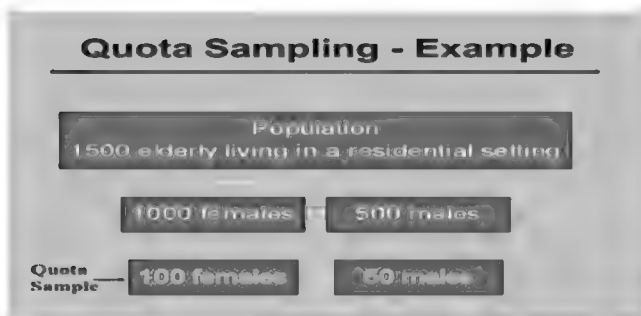 Quota Sampling - Example
Population
1500 elderly living in a residential setting
1000 females 500 males
Quota
Sample
100 females 50 males